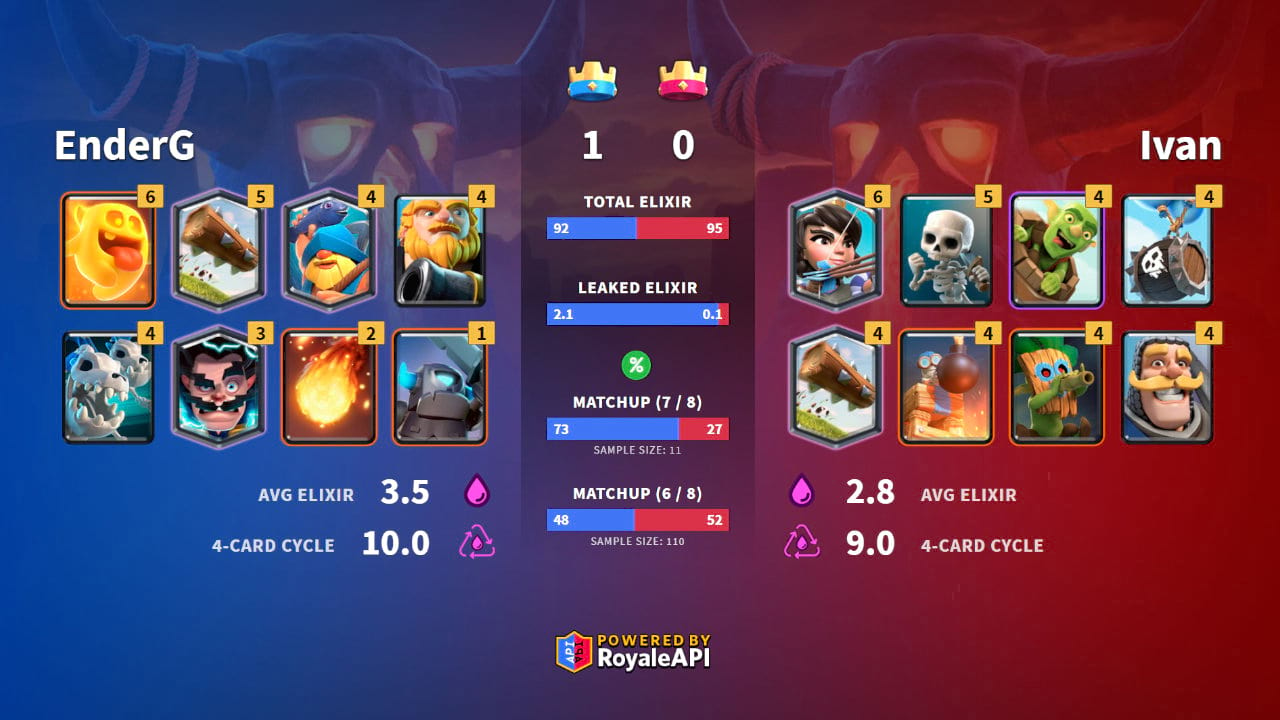 EnderG
1 0
Ivan
6 5 4 4
4 3 2 1
6 5 4 4
4 4 4 4
TOTAL ELIXIR
92 95
LEAKED ELIXIR
2.1 0.1
%
MATCHUP (7 / 8)
73 27
SAMPLE SIZE: 11
MATCHUP (6 / 8)
48 52
SAMPLE SIZE: 110
AVG ELIXIR 3.5
4-CARD CYCLE 10.0
2.8 AVG ELIXIR
9.0 4-CARD CYCLE
API
API
POWERED BY
RoyaleAPI